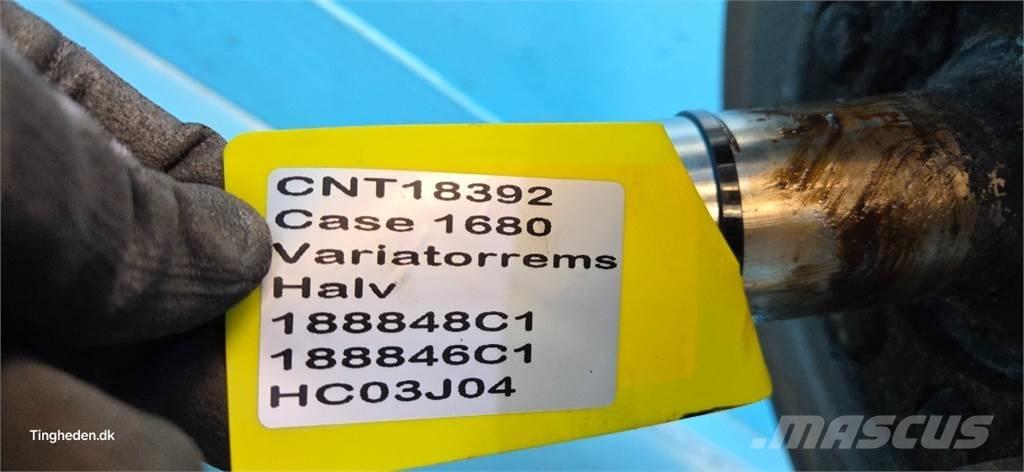 CNT18392
Case 1680
Variatorrems
Halv
188848C1
188846C1
HC03J04
Tingheden.dk
.MASCUS